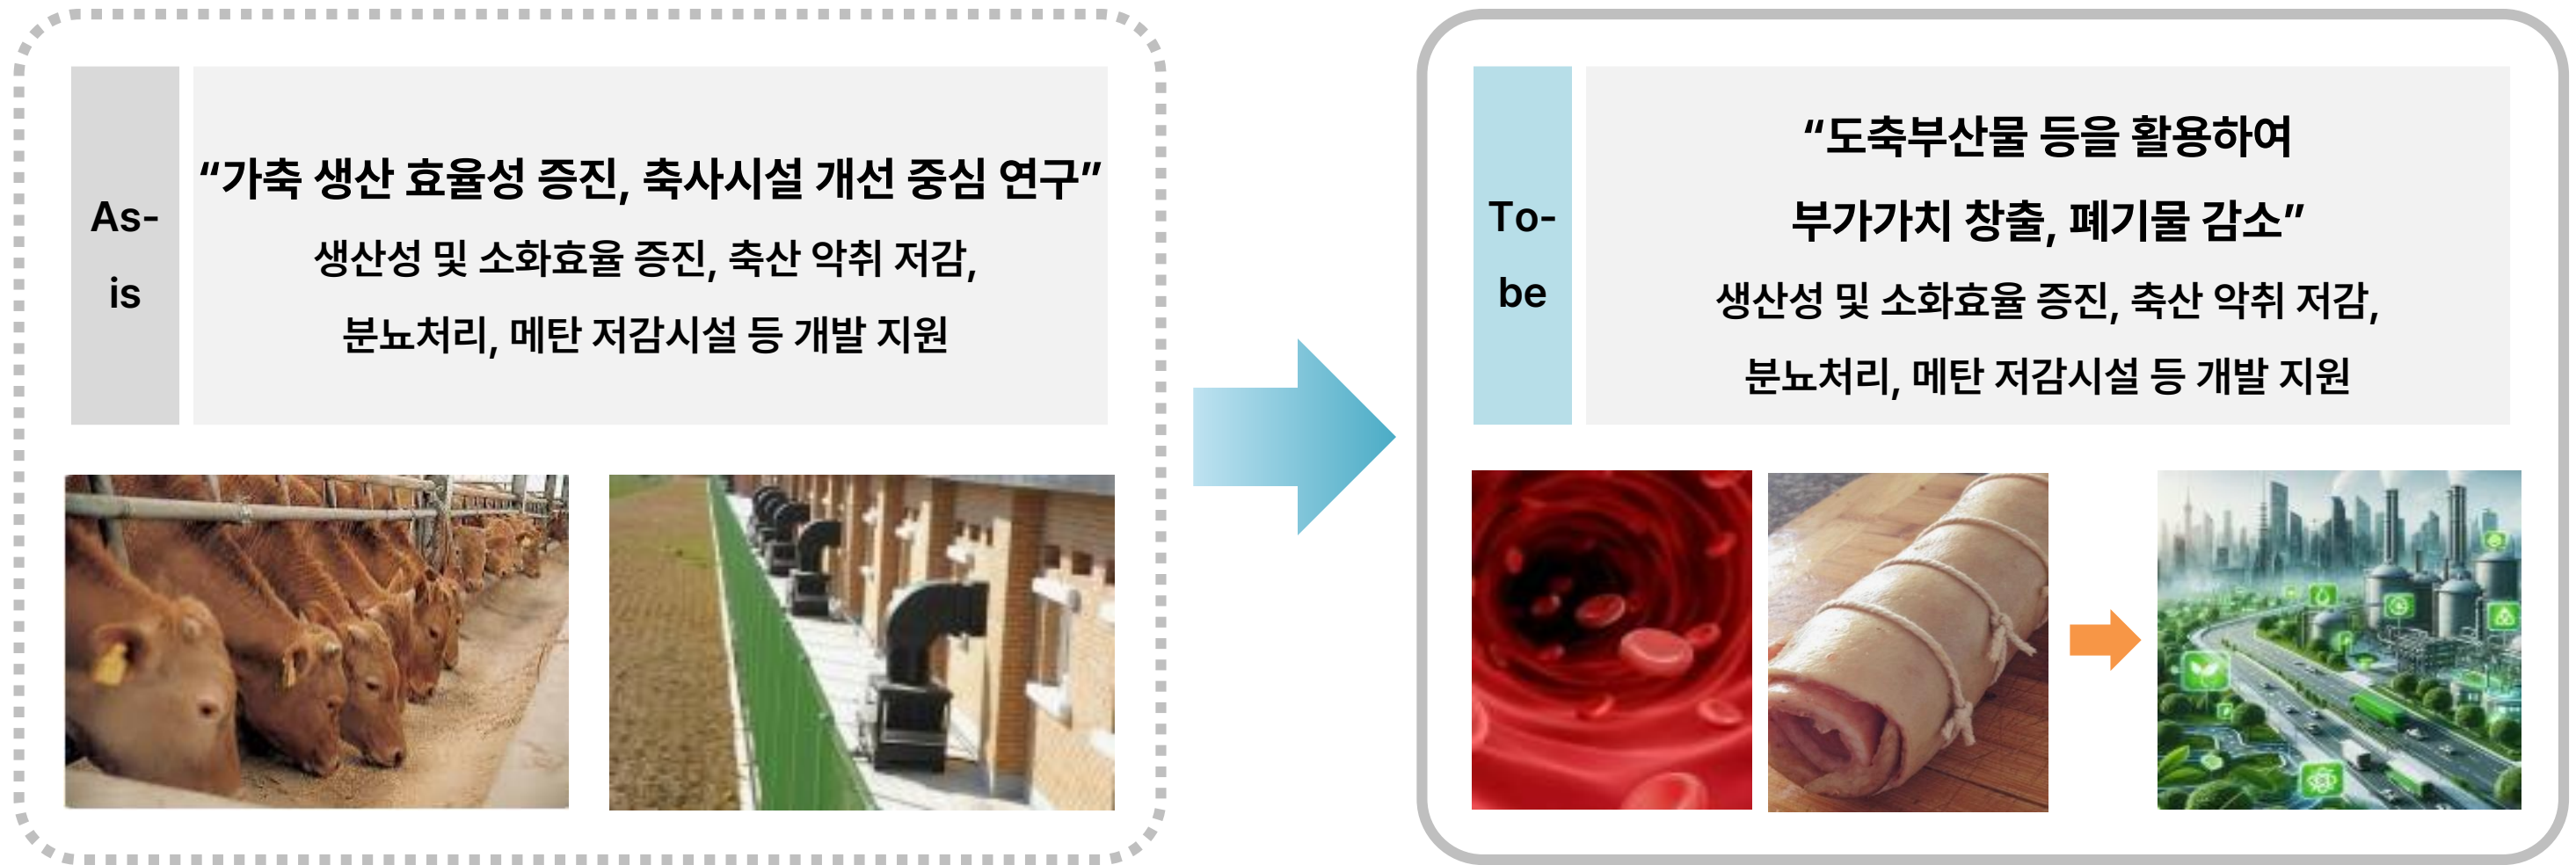 As-
is
“가축 생산 효율성 증진, 축사시설 개선 중심 연구”
생산성 및 소화효율 증진, 축산 악취 저감,
분뇨처리, 메탄 저감시설 등 개발 지원
To-
be
“도축부산물 등을 활용하여
부가가치 창출, 폐기물 감소”
생산성 및 소화효율 증진, 축산 악취 저감,
분뇨처리, 메탄 저감시설 등 개발 지원